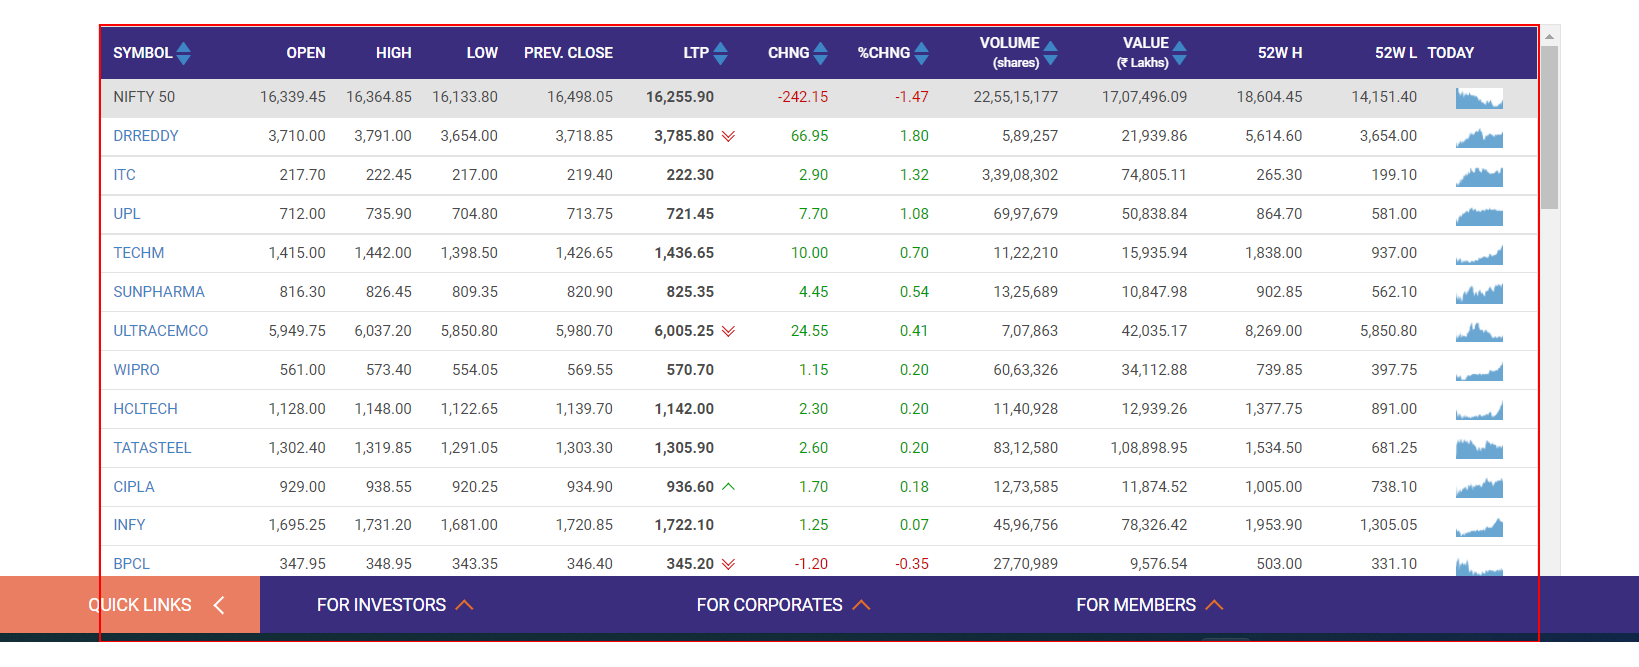 SYMBOL OPEN HIGH LOW PREV. CLOSE LTP CHNG %CHNG VOLUME (shares) VALUE (₹ Lakhs) 52W H 52W L TODAY
NIFTY 50 16,339.45 16,364.85 16,133.80 16,498.05 16,255.90 -242.15 -1.47 22,55,15,177 17,07,496.09 18,604.45 14,151.40
DRREDDY 3,710.00 3,791.00 3,654.00 3,718.85 3,785.80 66.95 1.80 5,89,257 21,939.86 5,614.60 3,654.00
ITC 217.70 222.45 217.00 219.40 222.30 2.90 1.32 3,39,08,302 74,805.11 265.30 199.10
UPL 712.00 735.90 704.80 713.75 721.45 7.70 1.08 69,97,679 50,838.84 864.70 581.00
TECHM 1,415.00 1,442.00 1,398.50 1,426.65 1,436.65 10.00 0.70 11,22,210 15,935.94 1,838.00 937.00
SUNPHARMA 816.30 826.45 809.35 820.90 825.35 4.45 0.54 13,25,689 10,847.98 902.85 562.10
ULTRACEMCO 5,949.75 6,037.20 5,850.80 5,980.70 6,005.25 24.55 0.41 7,07,863 42,035.17 8,269.00 5,850.80
WIPRO 561.00 573.40 554.05 569.55 570.70 1.15 0.20 60,63,326 34,112.88 739.85 397.75
HCLTECH 1,128.00 1,148.00 1,122.65 1,139.70 1,142.00 2.30 0.20 11,40,928 12,939.26 1,377.75 891.00
TATASTEEL 1,302.40 1,319.85 1,291.05 1,303.30 1,305.90 2.60 0.20 83,12,580 1,08,898.95 1,534.50 681.25
CIPLA 929.00 938.55 920.25 934.90 936.60 1.70 0.18 12,73,585 11,874.52 1,005.00 738.10
INFY 1,695.25 1,731.20 1,681.00 1,720.85 1,722.10 1.25 0.07 45,96,756 78,326.42 1,953.90 1,305.05
BPCL 347.95 348.95 343.35 346.40 345.20 -1.20 -0.35 27,70,989 9,576.54 503.00 331.10
QUICK LINKS FOR INVESTORS FOR CORPORATES FOR MEMBERS